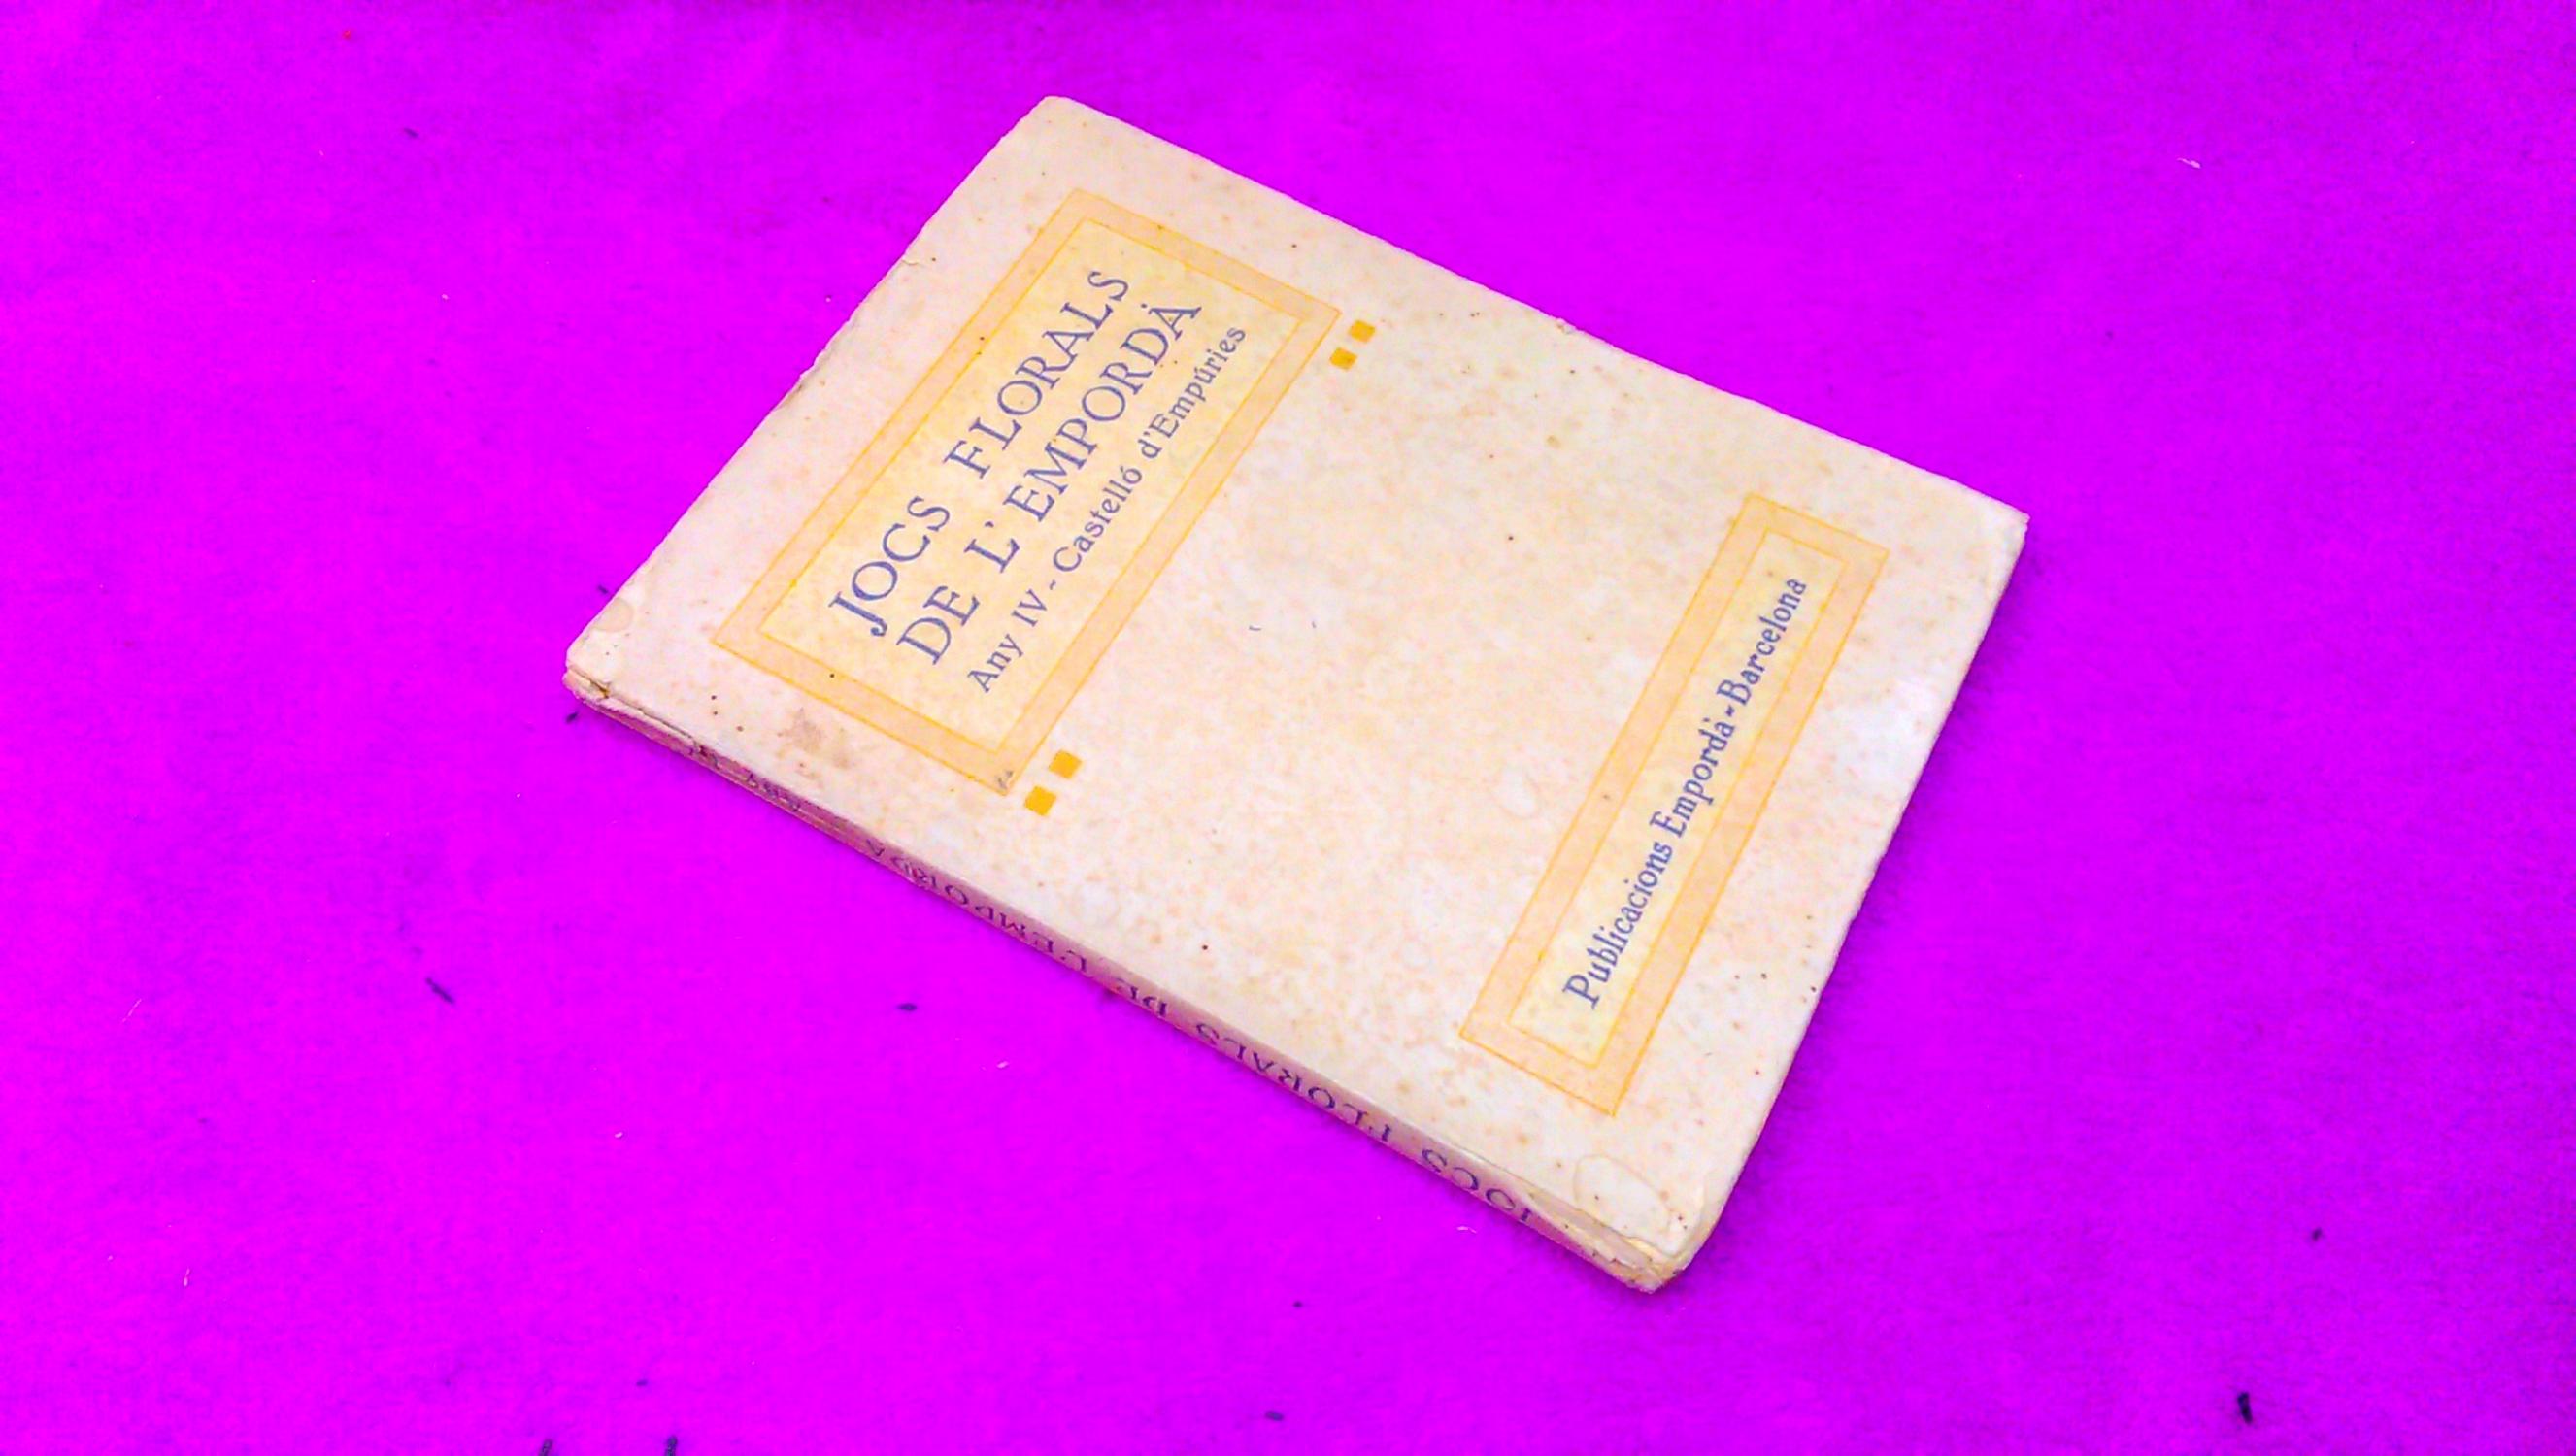 JOCS FLORALS
DE L'EMPORDÀ
Any IV - Castelló d'Empúries
Publicacions Empordà - Barcelona
JOCS FLORALS DE L'EMPORDÀ